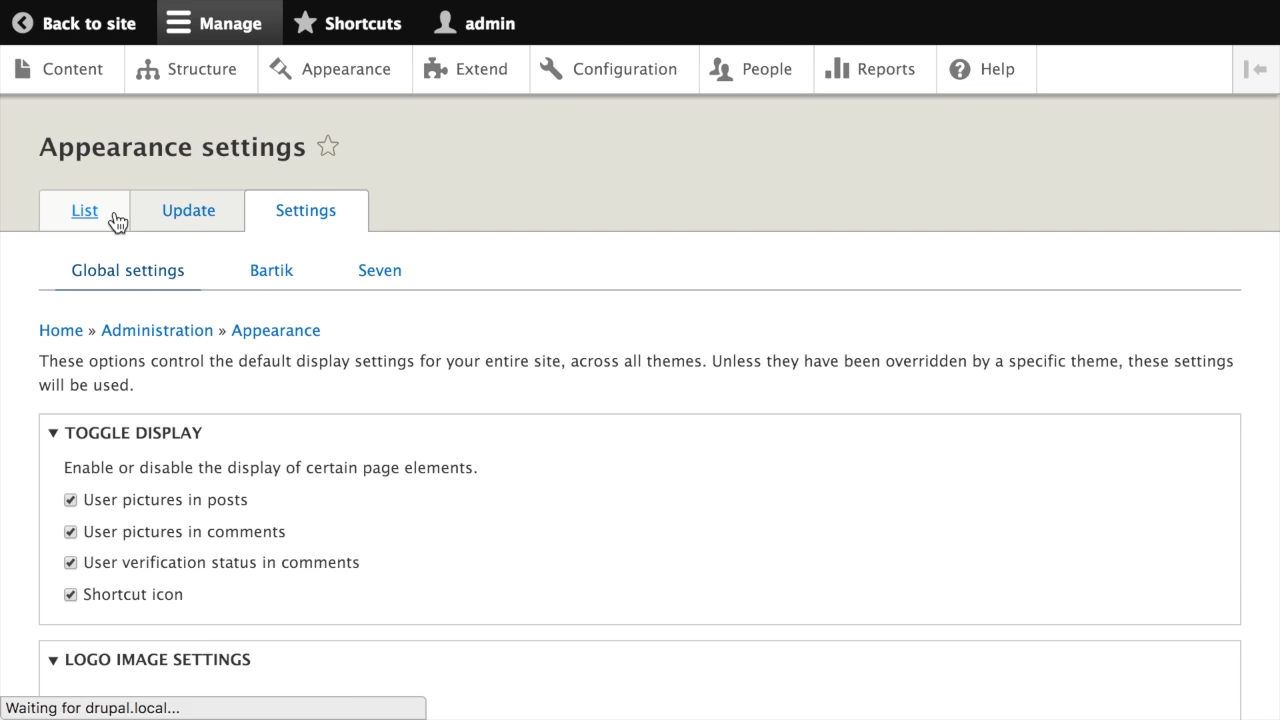 Back to site Manage Shortcuts admin
Content Structure Appearance Extend Configuration People Reports Help
Appearance settings
List Update Settings
Global settings Bartik Seven
Home » Administration » Appearance
These options control the default display settings for your entire site, across all themes. Unless they have been overridden by a specific theme, these settings
will be used.
TOGGLE DISPLAY
Enable or disable the display of certain page elements.
User pictures in posts
User pictures in comments
User verification status in comments
Shortcut icon
LOGO IMAGE SETTINGS
Waiting for drupal.local...